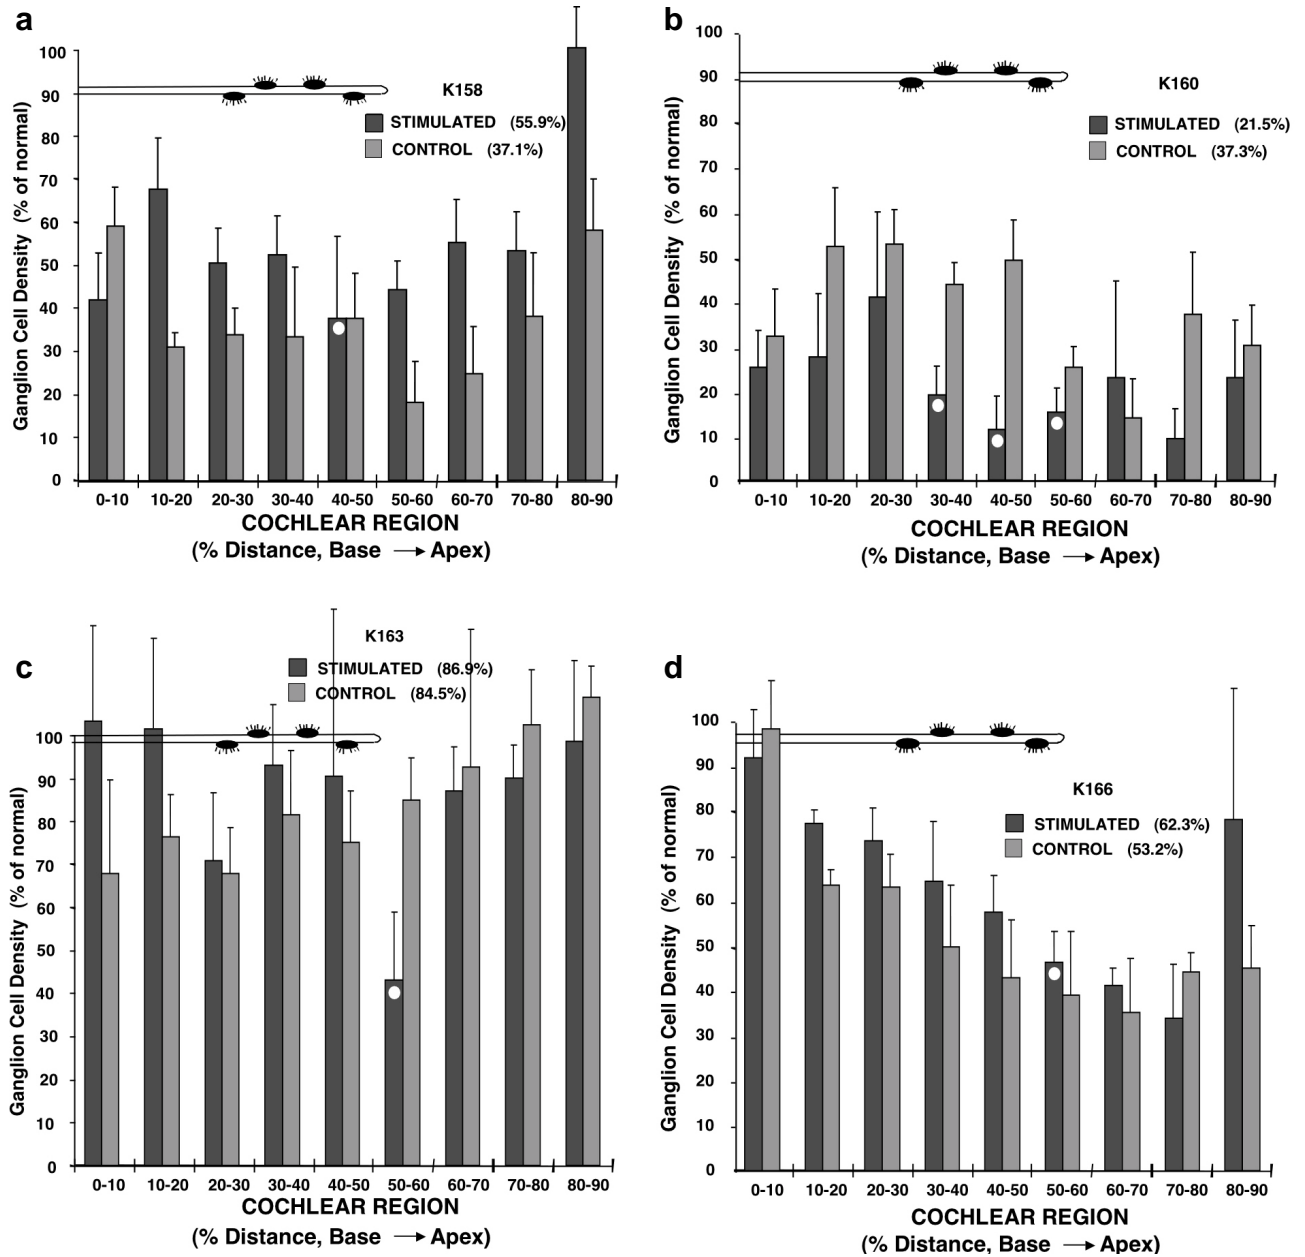 a
K158
STIMULATED (55.9%)
CONTROL (37.1%)
Ganglion Cell Density (% of normal)
100
90
80
70
60
50
40
30
20
10
0
0-10 10-20 20-30 30-40 40-50 50-60 60-70 70-80 80-90
COCHLEAR REGION
(% Distance, Base → Apex)
b
K160
STIMULATED (21.5%)
CONTROL (37.3%)
Ganglion Cell Density (% of normal)
100
90
80
70
60
50
40
30
20
10
0
0-10 10-20 20-30 30-40 40-50 50-60 60-70 70-80 80-90
COCHLEAR REGION
(% Distance, Base → Apex)
c
K163
STIMULATED (86.9%)
CONTROL (84.5%)
Ganglion Cell Density (% of normal)
100
90
80
70
60
50
40
30
20
10
0
0-10 10-20 20-30 30-40 40-50 50-60 60-70 70-80 80-90
COCHLEAR REGION
(% Distance, Base → Apex)
d
K166
STIMULATED (62.3%)
CONTROL (53.2%)
Ganglion Cell Density (% of normal)
100
90
80
70
60
50
40
30
20
10
0
0-10 10-20 20-30 30-40 40-50 50-60 60-70 70-80 80-90
COCHLEAR REGION
(% Distance, Base → Apex)